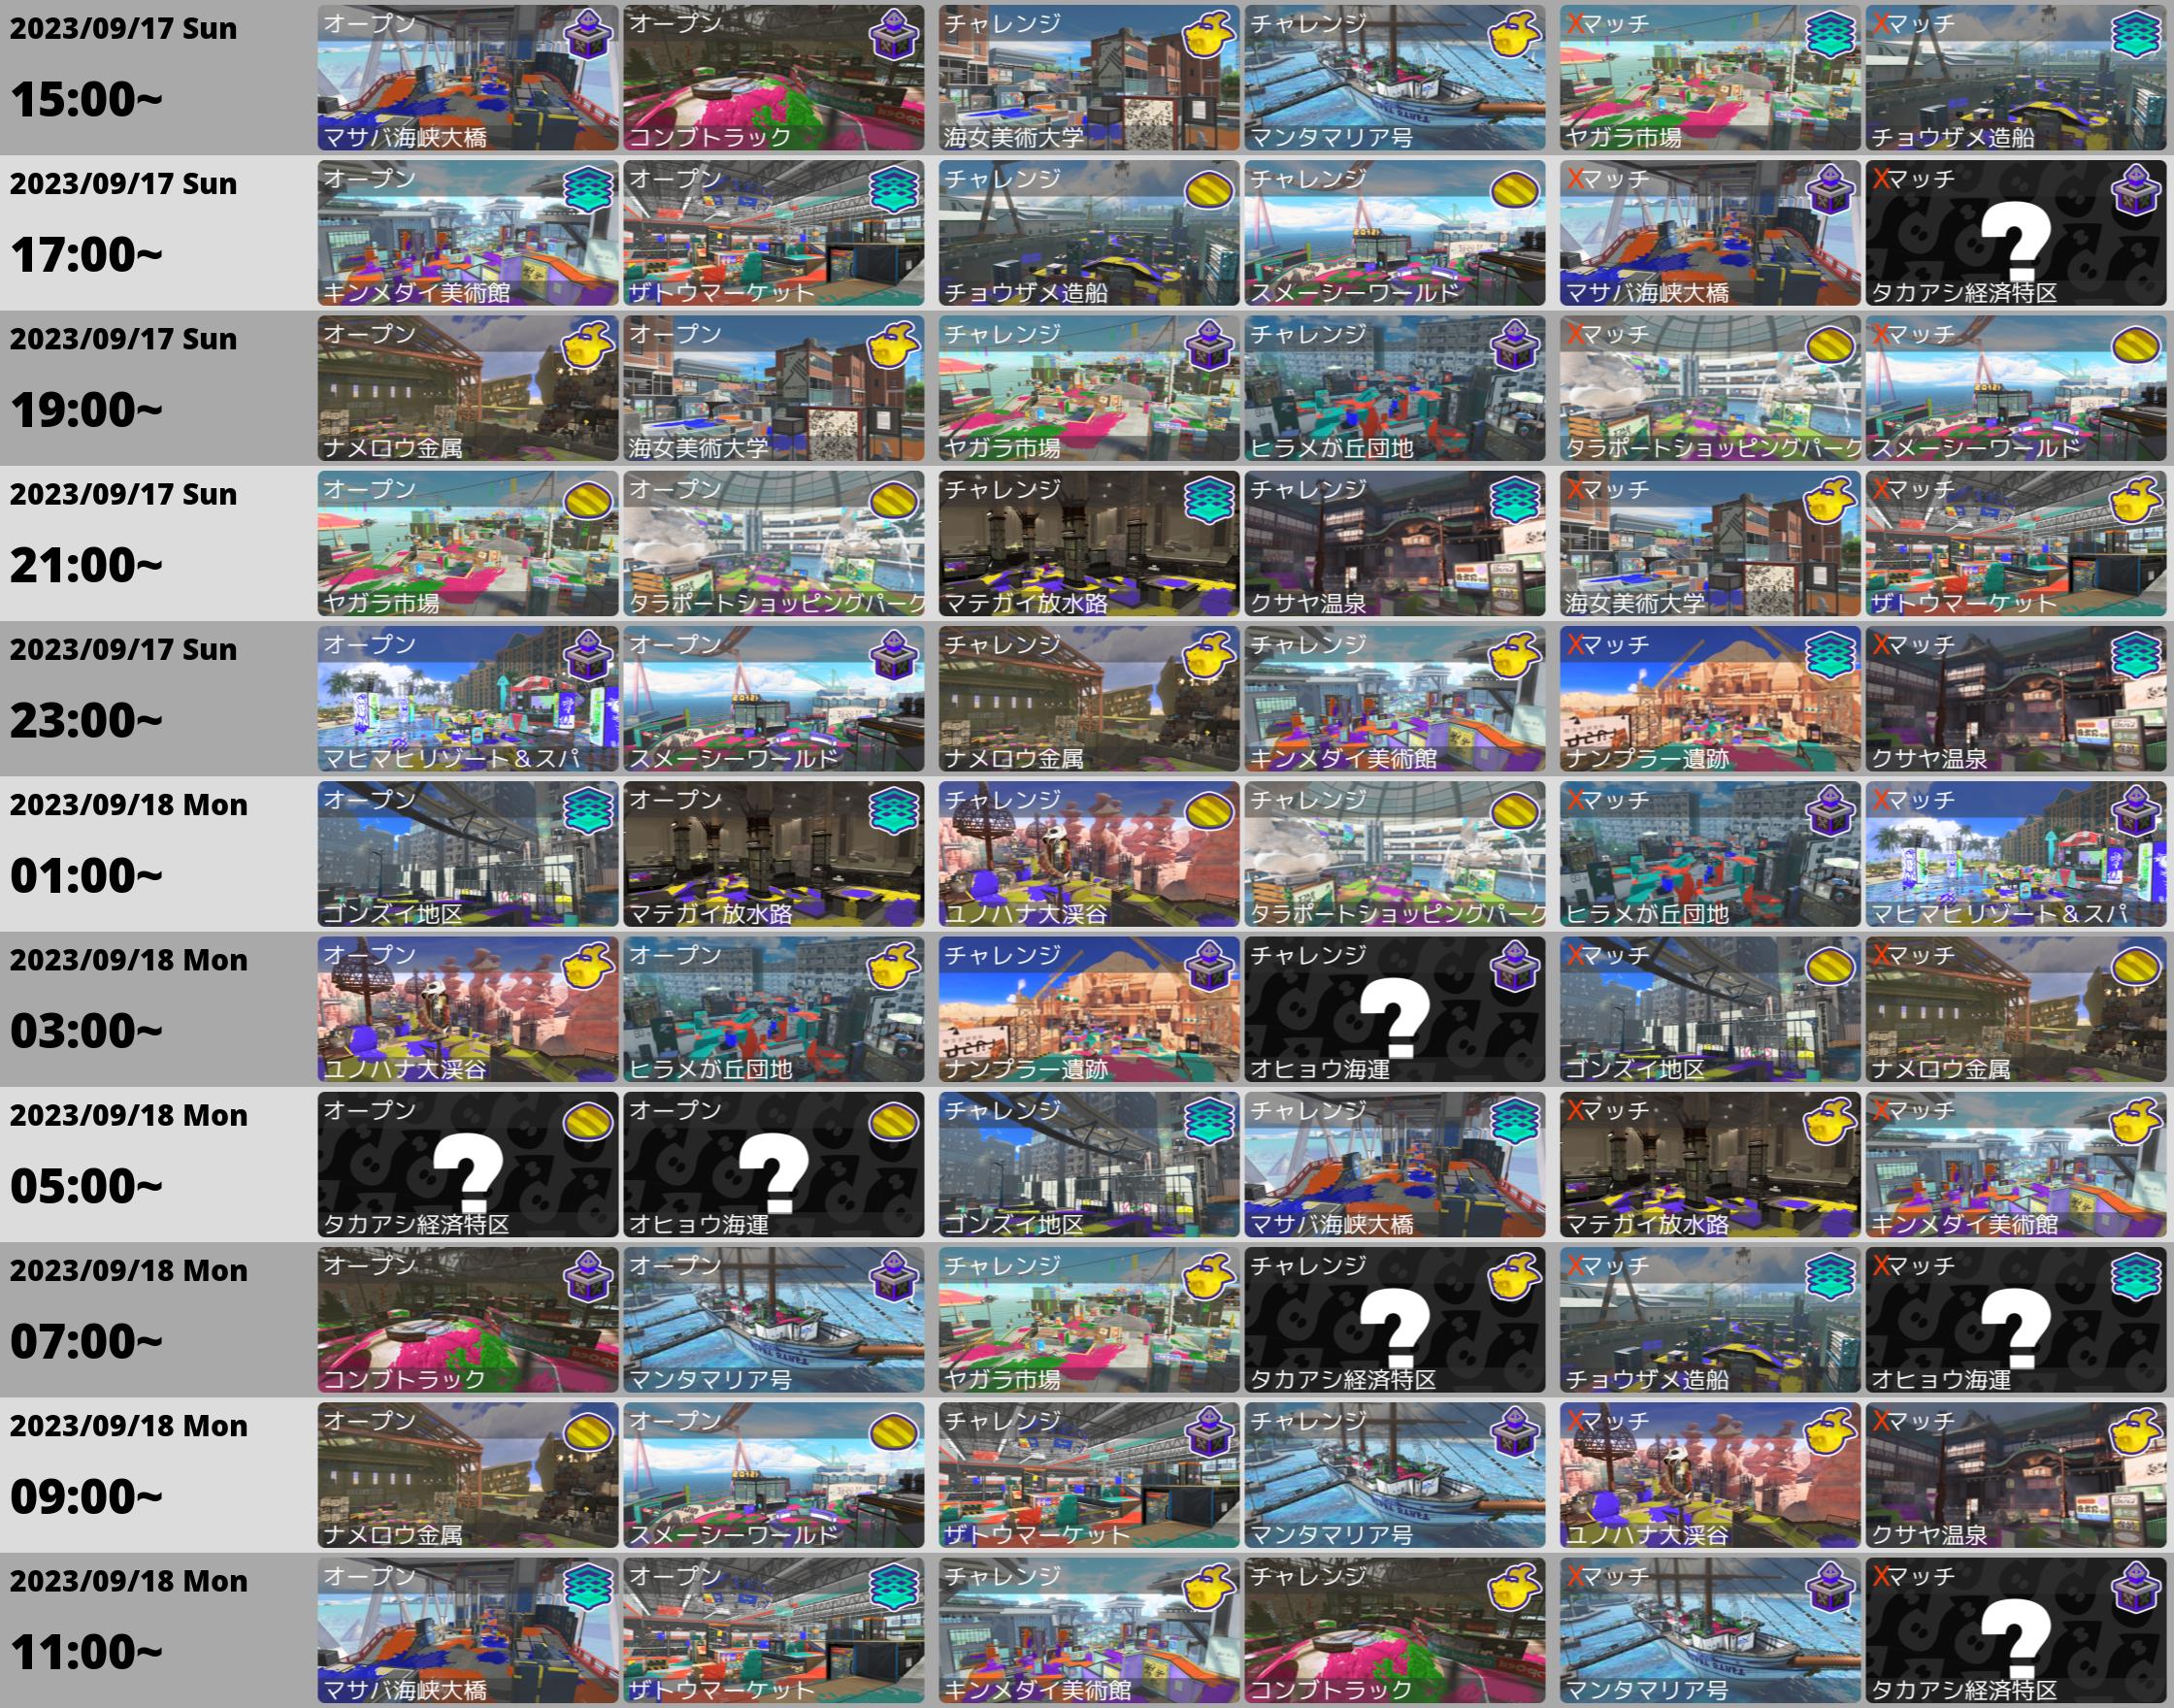 2023/09/17 Sun
15:00~
オープン オープン チャレンジ チャレンジ Xマッチ Xマッチ
マサバ海峡大橋 コンブトラック 海女美術大学 マンタマリア号 ヤガラ市場 チョウザメ造船
2023/09/17 Sun
17:00~
オープン オープン チャレンジ チャレンジ Xマッチ Xマッチ
?
キンメダイ美術館 ザトウマーケット チョウザメ造船 スメーシーワールド マサバ海峡大橋 タカアシ経済特区
2023/09/17 Sun
19:00~
オープン オープン チャレンジ チャレンジ Xマッチ Xマッチ
ナメロウ金属 海女美術大学 ヤガラ市場 ヒラメが丘団地 タラポートショッピングパーク スメーシーワールド
2023/09/17 Sun
21:00~
オープン オープン チャレンジ チャレンジ Xマッチ Xマッチ
ヤガラ市場 タラポートショッピングパーク マテガイ放水路 クサヤ温泉 海女美術大学 ザトウマーケット
2023/09/17 Sun
23:00~
オープン オープン チャレンジ チャレンジ Xマッチ Xマッチ
マヒマヒリゾート＆スパ スメーシーワールド ナメロウ金属 キンメダイ美術館 ナンプラー遺跡 クサヤ温泉
2023/09/18 Mon
01:00~
オープン オープン チャレンジ チャレンジ Xマッチ Xマッチ
ゴンズイ地区 マテガイ放水路 ユノハナ大渓谷 タラポートショッピングパーク ヒラメが丘団地 マヒマヒリゾート＆スパ
2023/09/18 Mon
03:00~
オープン オープン チャレンジ チャレンジ Xマッチ Xマッチ
?
ユノハナ大渓谷 ヒラメが丘団地 ナンプラー遺跡 オヒョウ海運 ゴンズイ地区 ナメロウ金属
2023/09/18 Mon
05:00~
オープン オープン チャレンジ チャレンジ Xマッチ Xマッチ
? ?
タカアシ経済特区 オヒョウ海運 ゴンズイ地区 マサバ海峡大橋 マテガイ放水路 キンメダイ美術館
2023/09/18 Mon
07:00~
オープン オープン チャレンジ チャレンジ Xマッチ Xマッチ
? ?
コンブトラック マンタマリア号 ヤガラ市場 タカアシ経済特区 チョウザメ造船 オヒョウ海運
2023/09/18 Mon
09:00~
オープン オープン チャレンジ チャレンジ Xマッチ Xマッチ
ナメロウ金属 スメーシーワールド ザトウマーケット マンタマリア号 ユノハナ大渓谷 クサヤ温泉
2023/09/18 Mon
11:00~
オープン オープン チャレンジ チャレンジ Xマッチ Xマッチ
?
マサバ海峡大橋 ザトウマーケット キンメダイ美術館 コンブトラック マンタマリア号 タカアシ経済特区